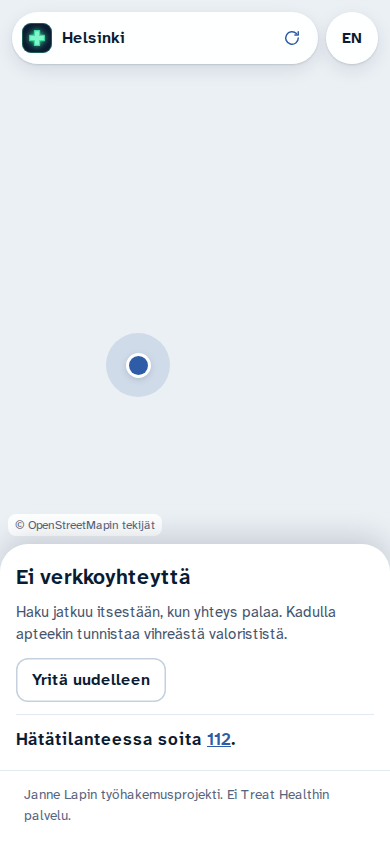 Helsinki
EN
© OpenStreetMapin tekijät
Ei verkkoyhteyttä
Haku jatkuu itsestään, kun yhteys palaa. Kadulla
apteekin tunnistaa vihreästä valorististä.
Yritä uudelleen
Hätätilanteessa soita 112.
Janne Lapin työhakemusprojekti. Ei Treat Healthin
palvelu.